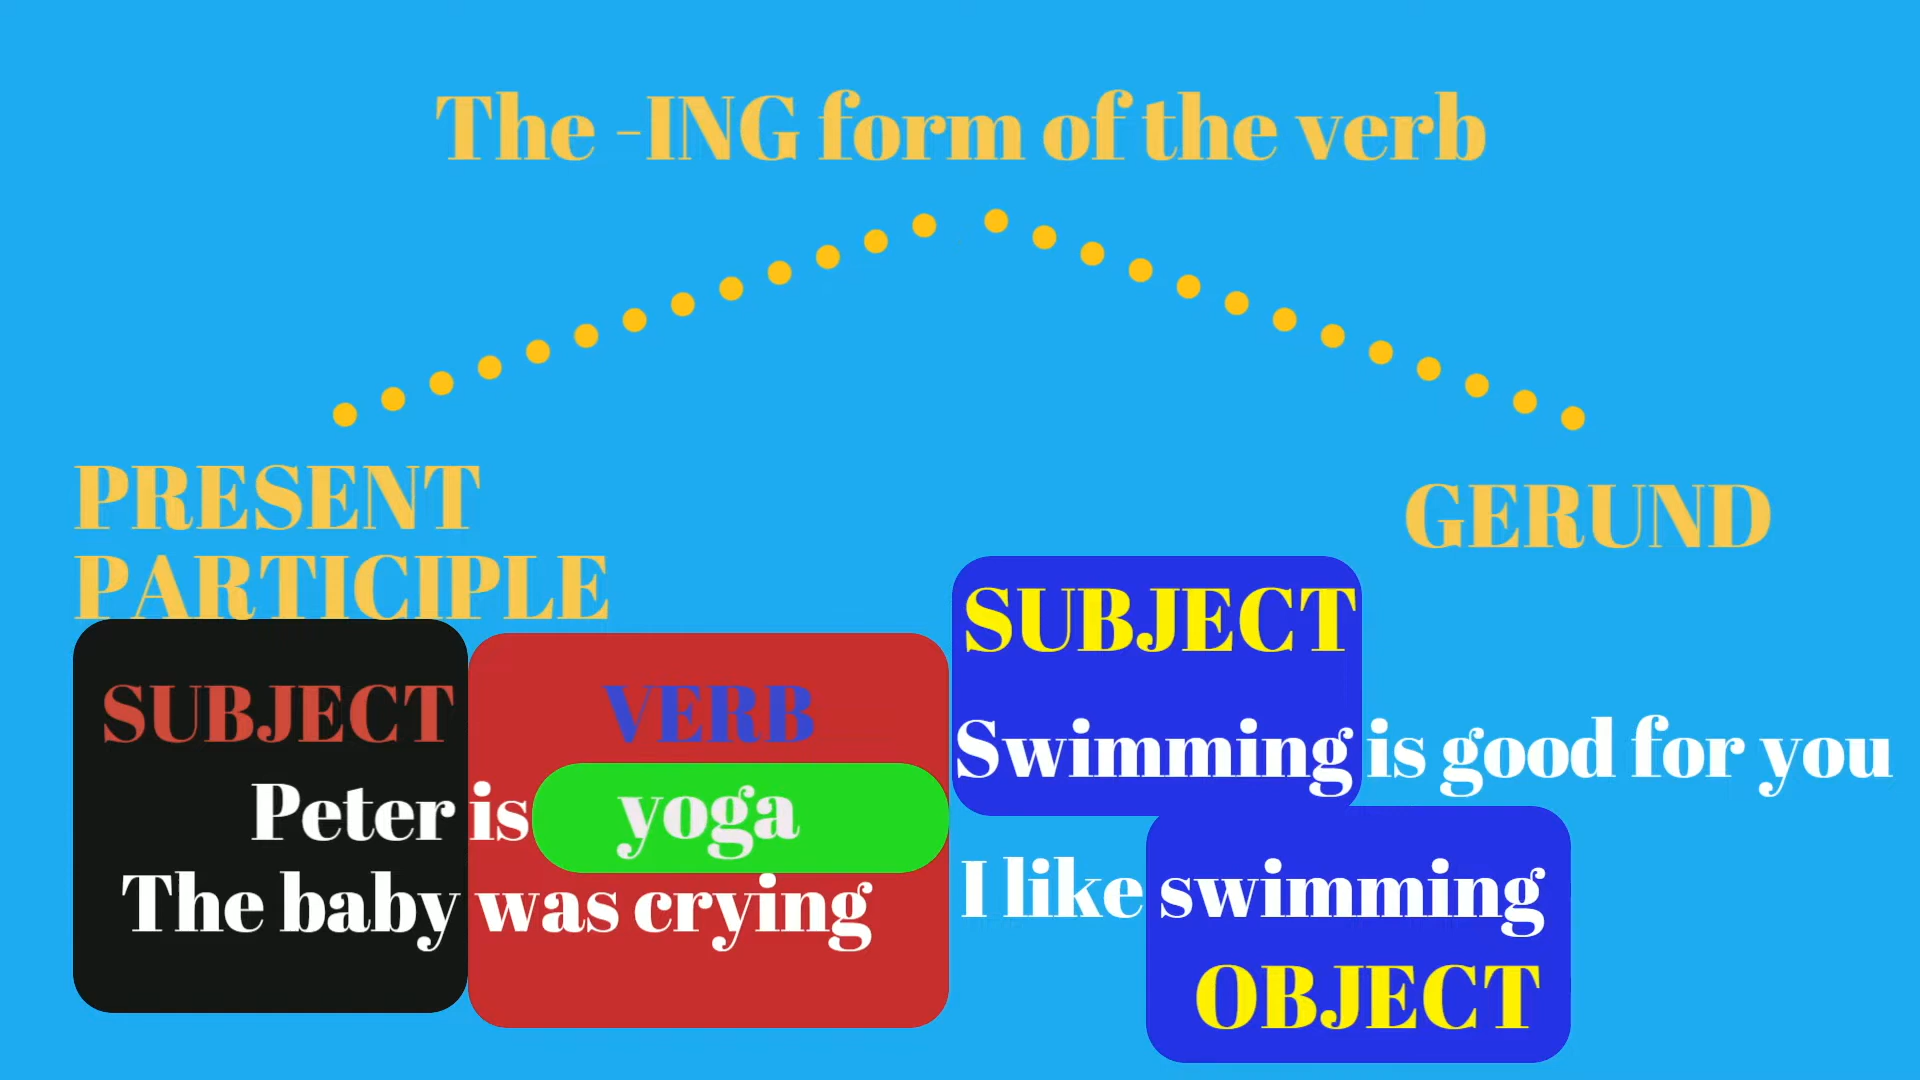 The -ING form of the verb
PRESENT
PARTICIPLE
SUBJECT VERB
Peter is yoga
The baby was crying
GERUND
SUBJECT
Swimming is good for you
I like swimming
OBJECT